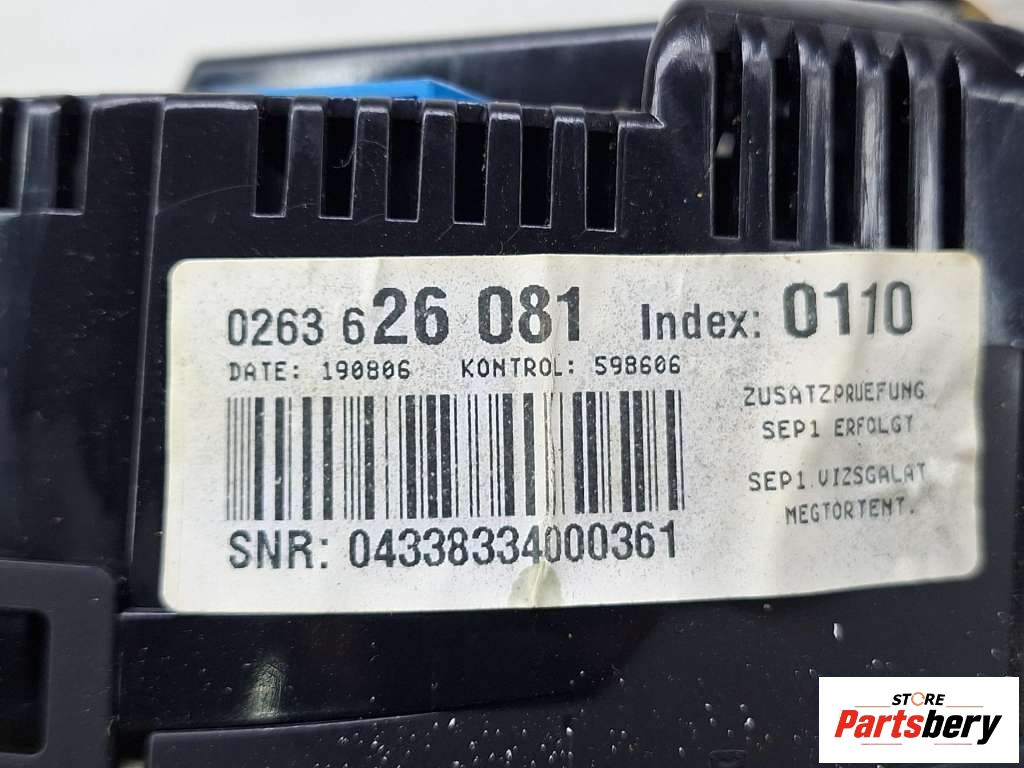 0263 626 081 Index: 0110
DATE: 190806 KONTROL: 598606
ZUSATZPRUEFUNG
SEP1 ERFOLGT
SEP1.VIZSGALAT
MEGTORTENT.
SNR: 04338334000361
STORE
Partsbery